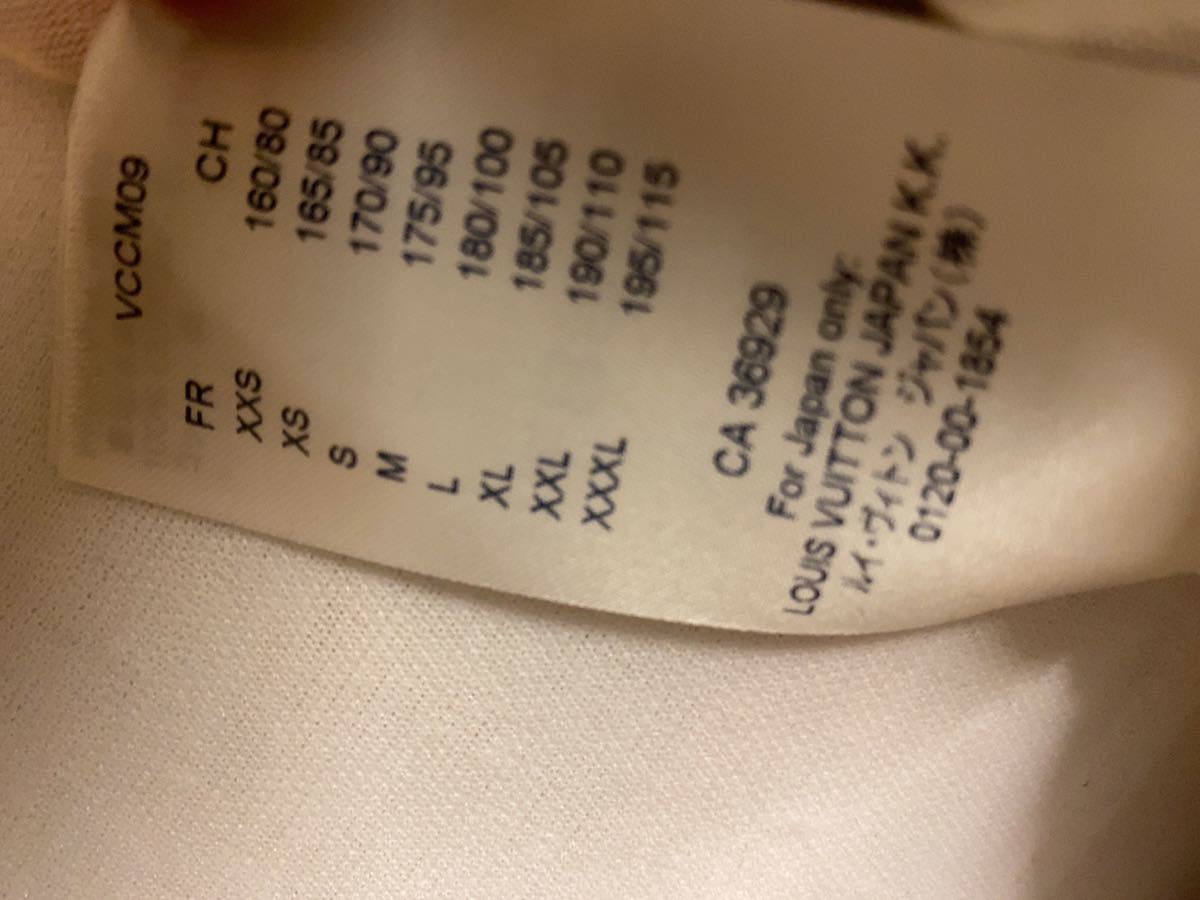 VCCM09
FR CH
XXS 160/80
XS 165/85
S 170/90
M 175/95
L 180/100
XL 185/105
XXL 190/110
XXXL 195/115
CA 36929
For Japan only:
LOUIS VUITTON JAPAN K.K.
ルイ・ヴィトン ジャパン(株)
0120-00-1854